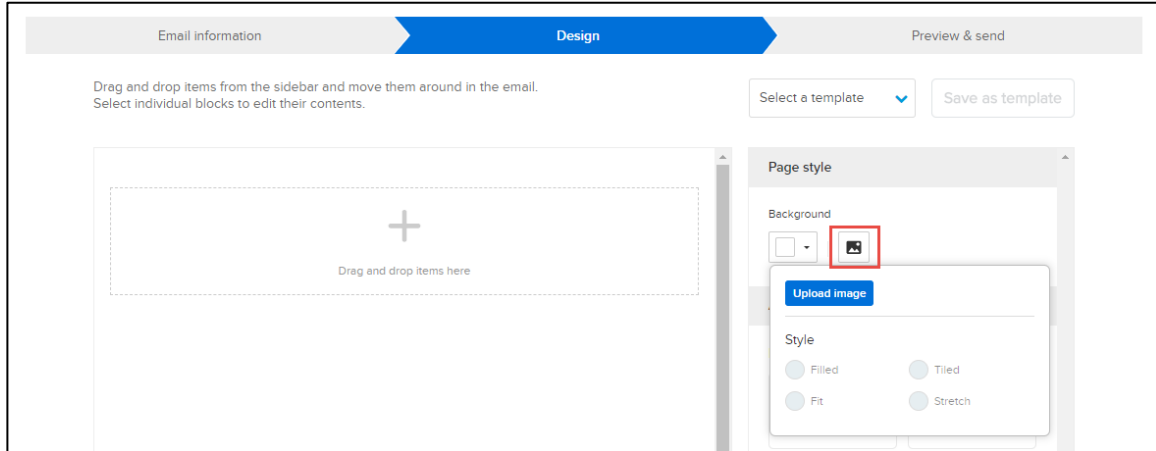 Email information
Design
Preview & send
Drag and drop items from the sidebar and move them around in the email.
Select individual blocks to edit their contents.
Select a template
Save as template
Page style
Background
Drag and drop items here
Upload image
Style
Filled
Tiled
Fit
Stretch